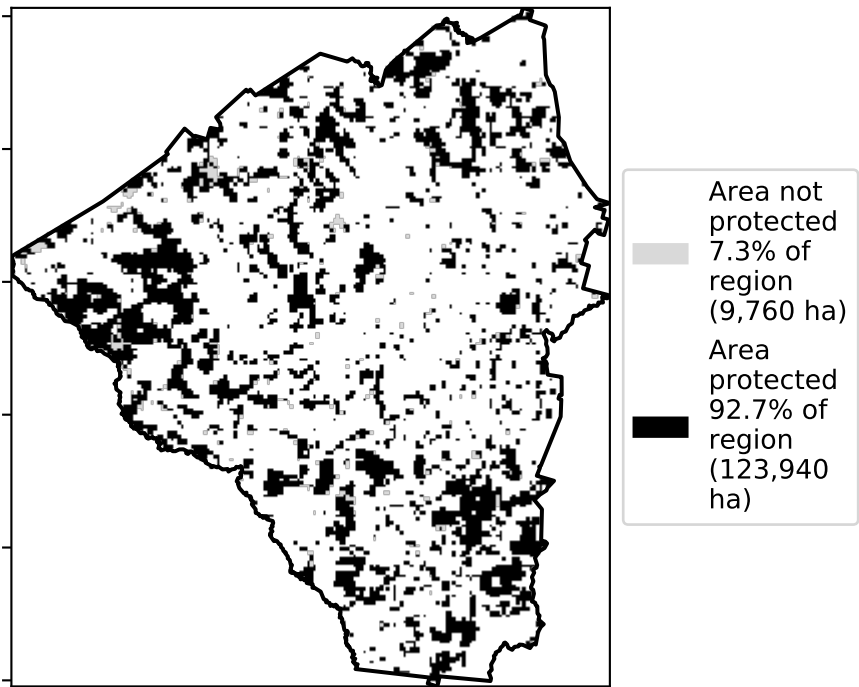 Area not
protected
7.3% of
region
(9,760 ha)
Area
protected
92.7% of
region
(123,940
ha)